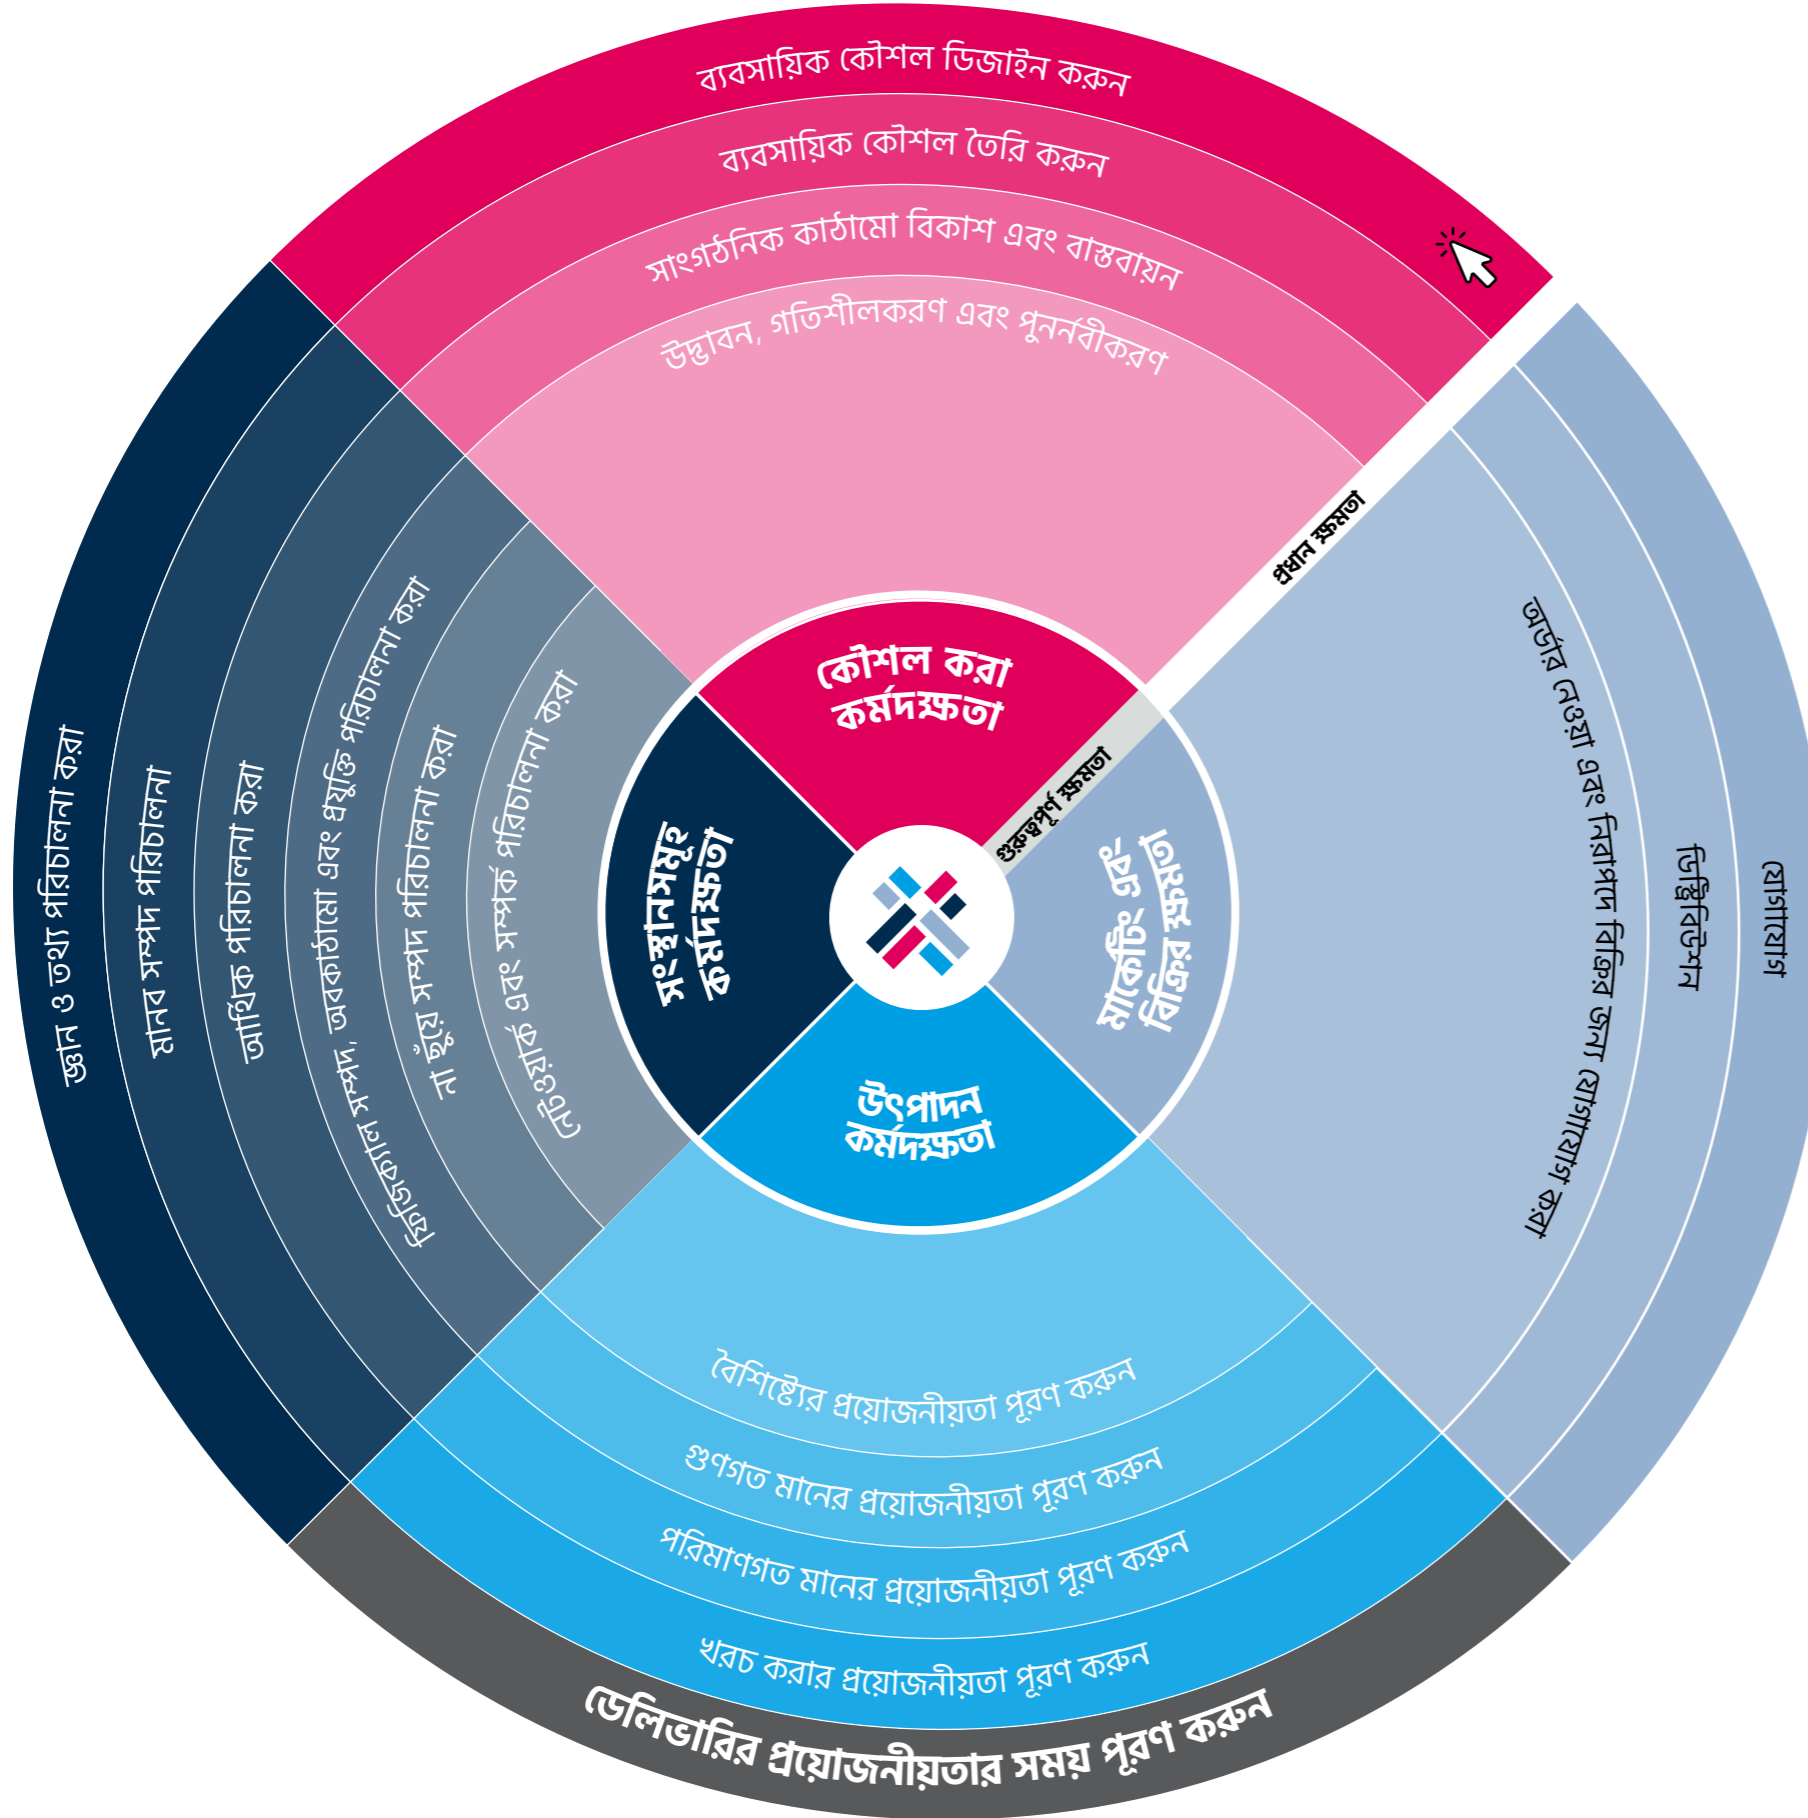 ব্যবসায়িক কৌশল ডিজাইন করুন
ব্যবসায়িক কৌশল তৈরি করুন
সাংগঠনিক কাঠামো বিকাশ এবং বাস্তবায়ন
উদ্ভাবন, গতিশীলকরণ এবং পুনর্নবীকরণ
প্রধান ক্ষমতা
কৌশল করা
কর্মদক্ষতা
গুরুত্বপূর্ণ ক্ষমতা
মার্কেটিং এবং
বিক্রির ক্ষমতা
অর্ডার নেওয়া এবং নিরাপদে বিক্রির জন্য যোগাযোগ করা
ডিস্ট্রিবিউশন
যোগাযোগ
সংস্থানসমূহ
কর্মদক্ষতা
জ্ঞান ও তথ্য পরিচালনা করা
মানব সম্পদ পরিচালনা
আর্থিক পরিচালনা করা
ফিজিক্যাল সম্পদ, অবকাঠামো এবং প্রযুক্তি পরিচালনা করা
না ছুঁয়ে সম্পদ পরিচালনা করা
নেটওয়ার্ক এবং সম্পর্ক পরিচালনা করা
উৎপাদন
কর্মদক্ষতা
বৈশিষ্ট্যের প্রয়োজনীয়তা পূরণ করুন
গুণগত মানের প্রয়োজনীয়তা পূরণ করুন
পরিমাণগত মানের প্রয়োজনীয়তা পূরণ করুন
খরচ করার প্রয়োজনীয়তা পূরণ করুন
ডেলিভারির প্রয়োজনীয়তার সময় পূরণ করুন